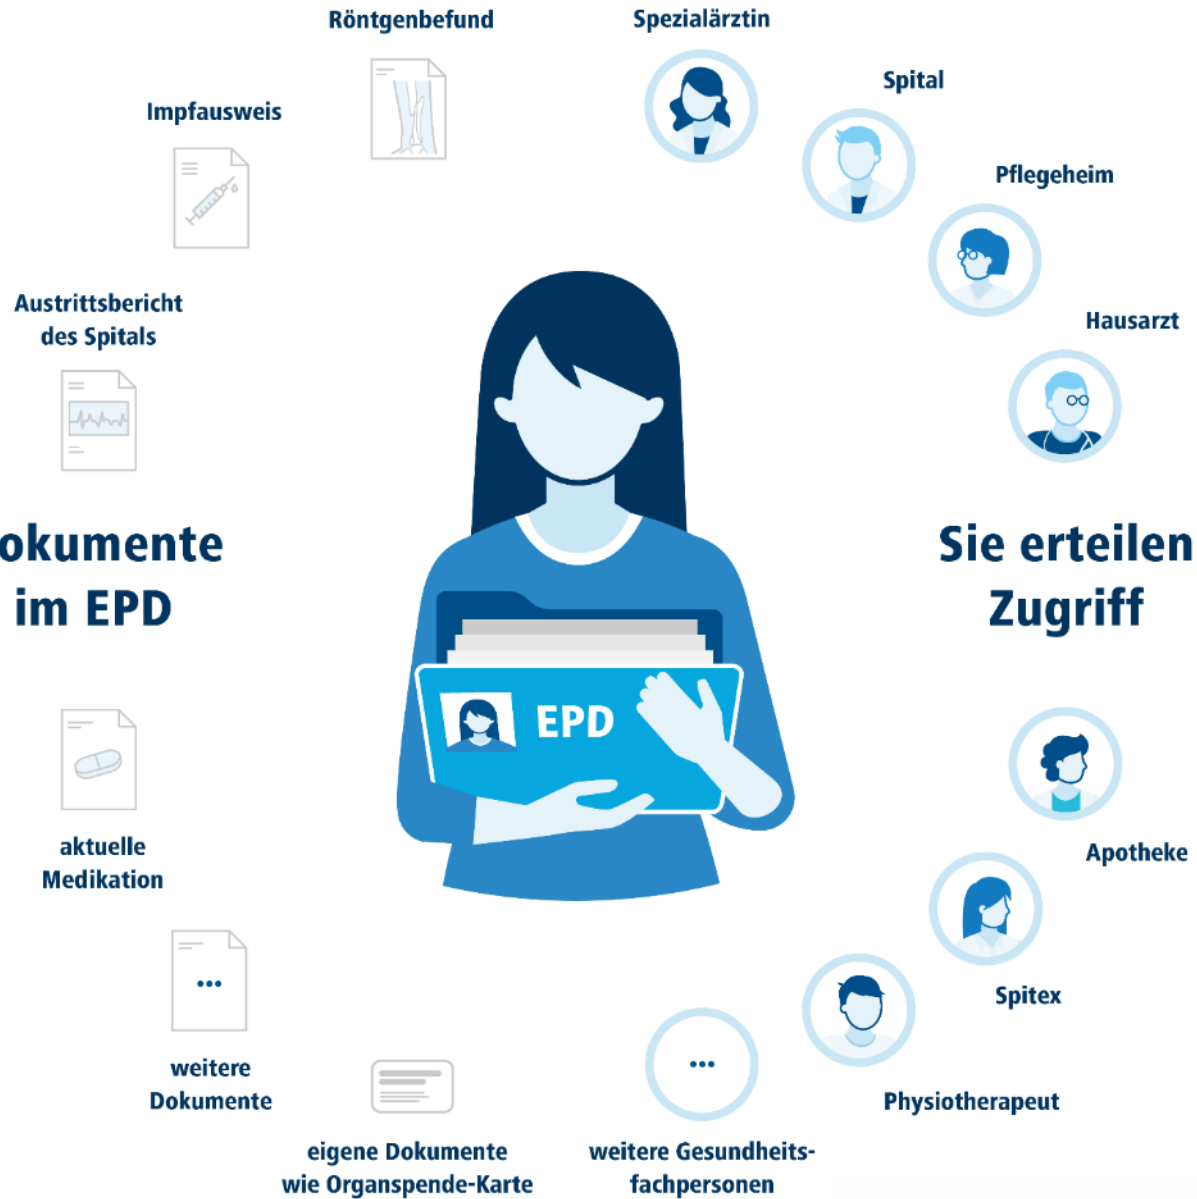 Röntgenbefund
Impfausweis
Austrittsbericht
des Spitals
okumente
im EPD
aktuelle
Medikation
weitere
Dokumente
eigene Dokumente
wie Organspende-Karte
EPD
Spezialärztin
Spital
Pflegeheim
Hausarzt
Sie erteilen
Zugriff
Apotheke
Spitex
Physiotherapeut
weitere Gesundheits-
fachpersonen